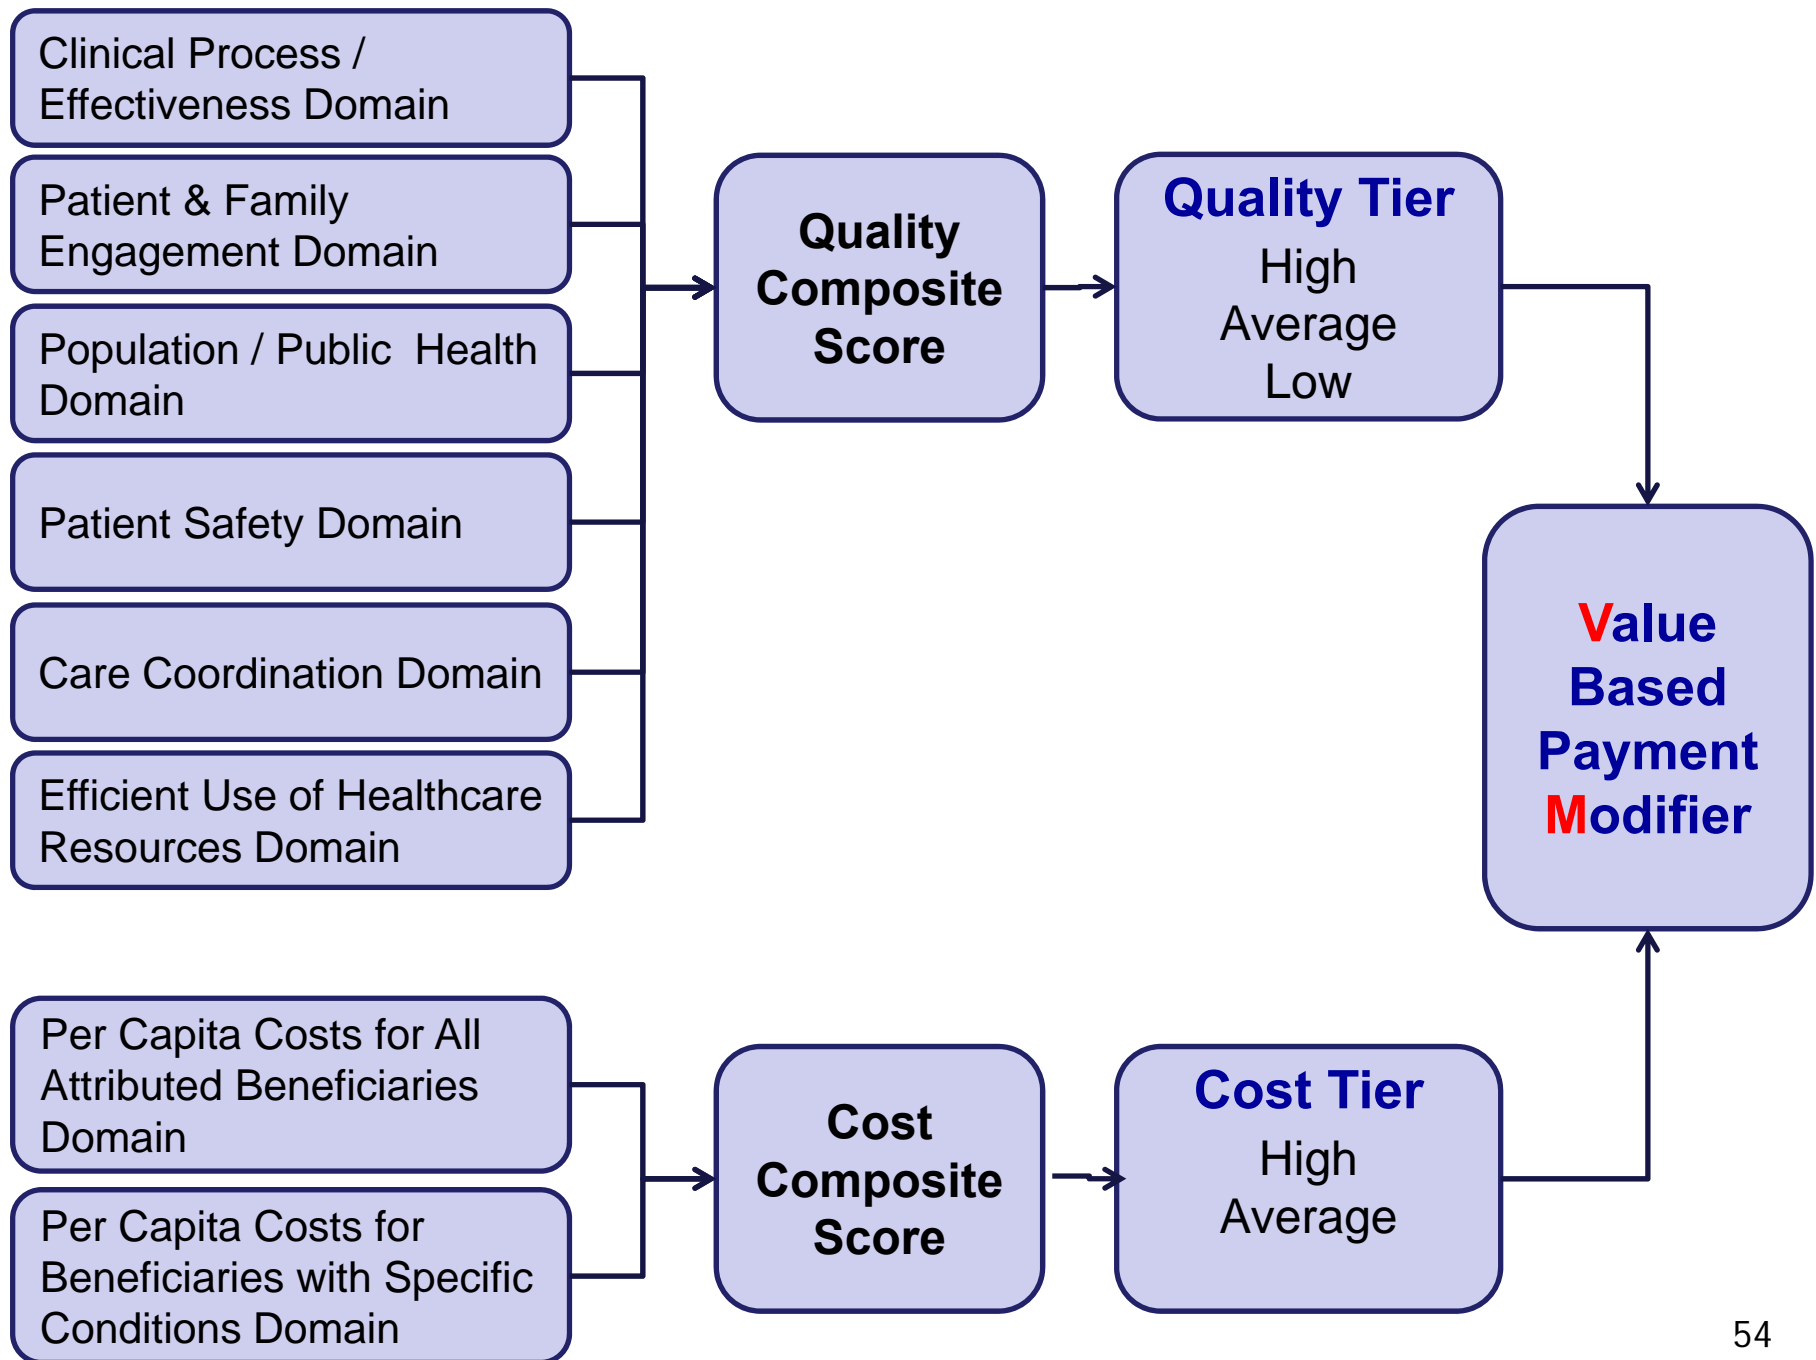 Clinical Process /
Effectiveness Domain
Patient & Family
Engagement Domain
Population / Public  Health
Domain
Patient Safety Domain
Care Coordination Domain
Efficient Use of Healthcare
Resources Domain
Quality
Composite
Score
Quality Tier
High
Average
Low
Value
Based
Payment
Modifier
Per Capita Costs for All
Attributed Beneficiaries
Domain
Per Capita Costs for
Beneficiaries with Specific
Conditions Domain
Cost
Composite
Score
Cost Tier
High
Average
54